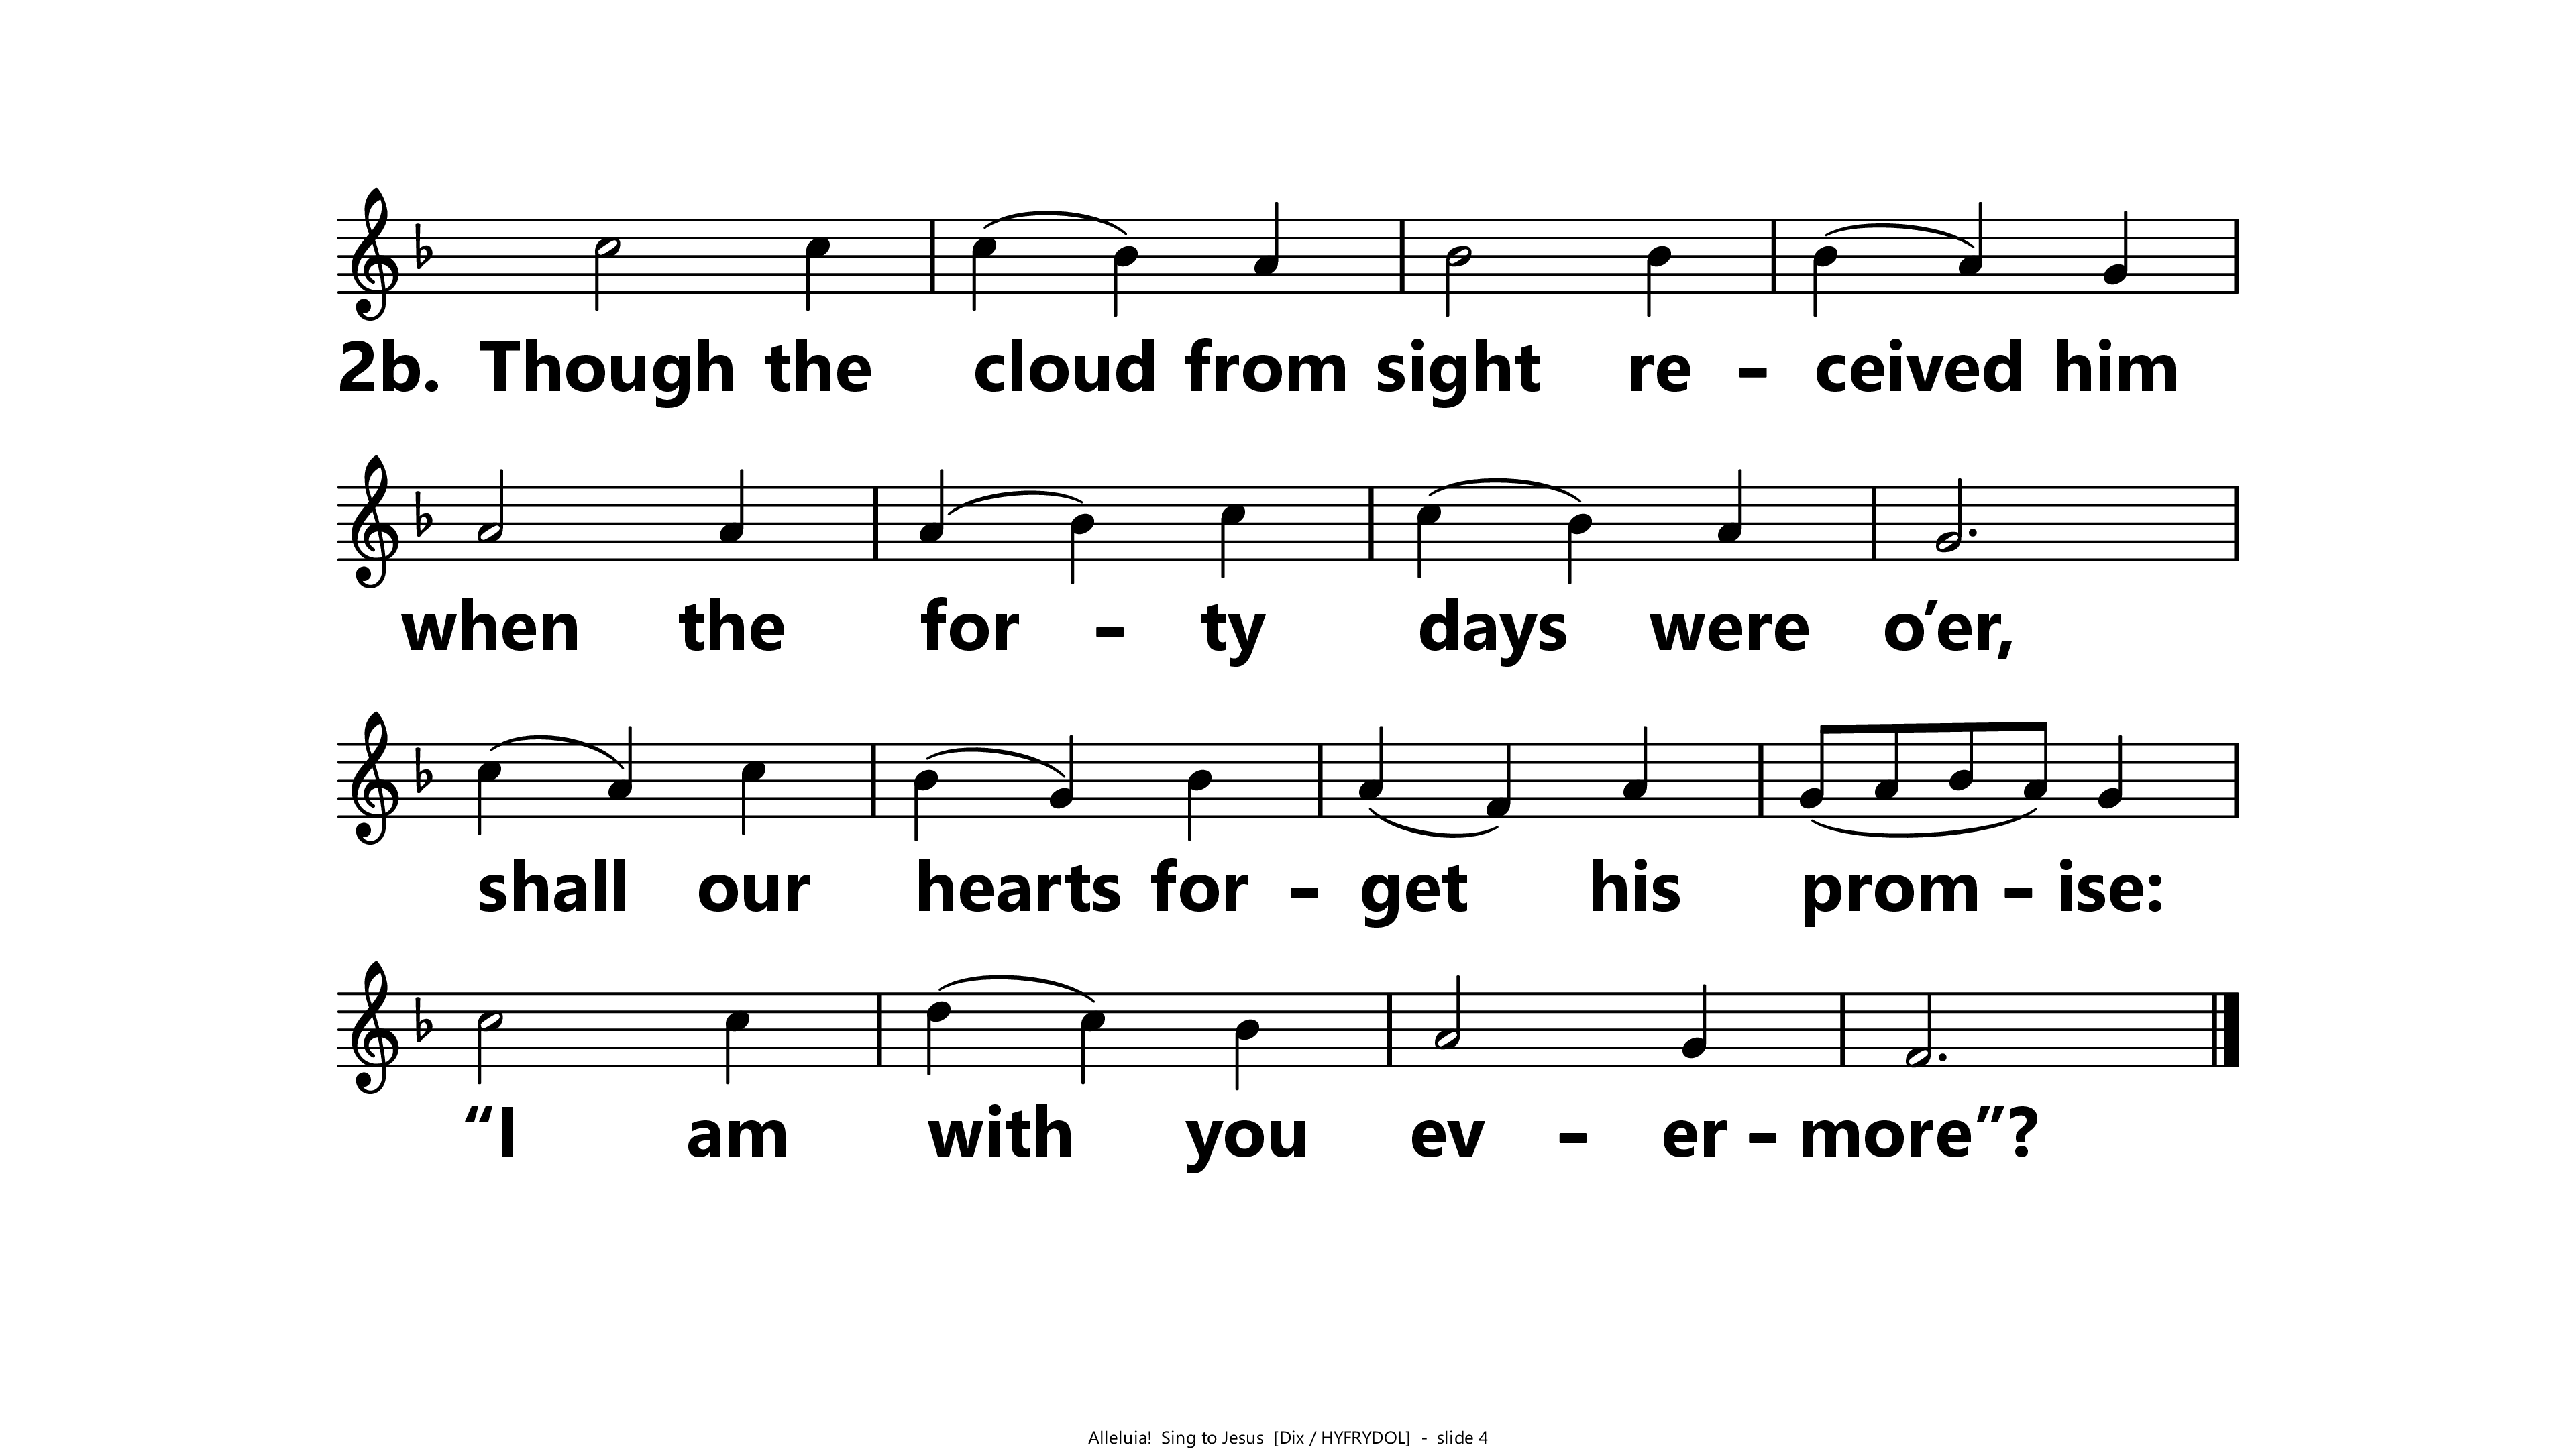 2b. Though the cloud from sight re - ceived him
when the for - ty days were o’er,
shall our hearts for - get his prom - ise:
“I am with you ev - er - more”?
Alleluia! Sing to Jesus [Dix / HYFRYDOL] - slide 4